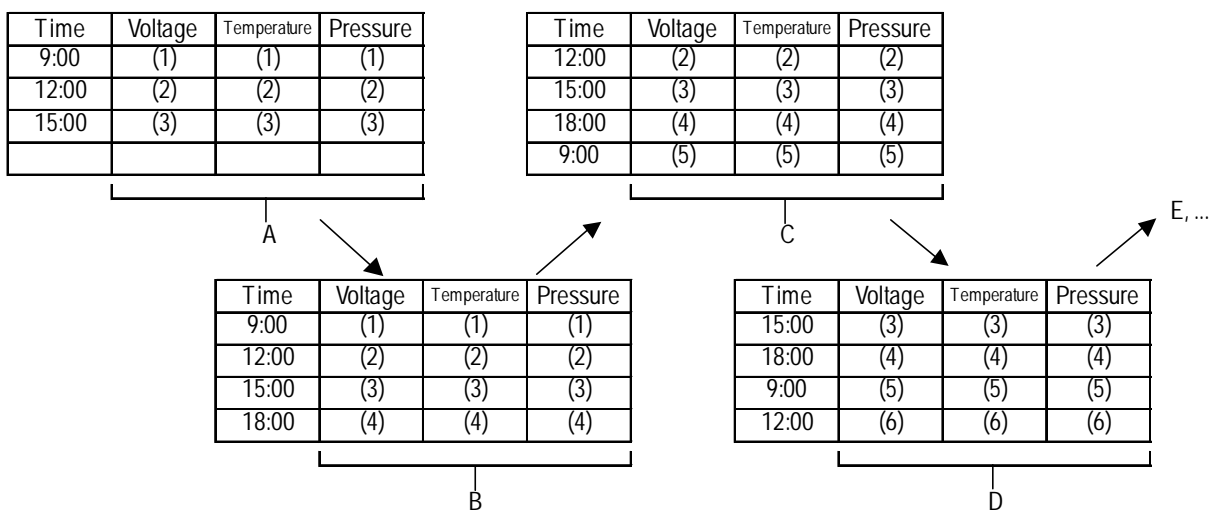 Time Voltage Temperature Pressure
9:00 (1) (1) (1)
12:00 (2) (2) (2)
15:00 (3) (3) (3)
A
Time Voltage Temperature Pressure
9:00 (1) (1) (1)
12:00 (2) (2) (2)
15:00 (3) (3) (3)
18:00 (4) (4) (4)
B
Time Voltage Temperature Pressure
12:00 (2) (2) (2)
15:00 (3) (3) (3)
18:00 (4) (4) (4)
9:00 (5) (5) (5)
C
Time Voltage Temperature Pressure
15:00 (3) (3) (3)
18:00 (4) (4) (4)
9:00 (5) (5) (5)
12:00 (6) (6) (6)
D
E, ...